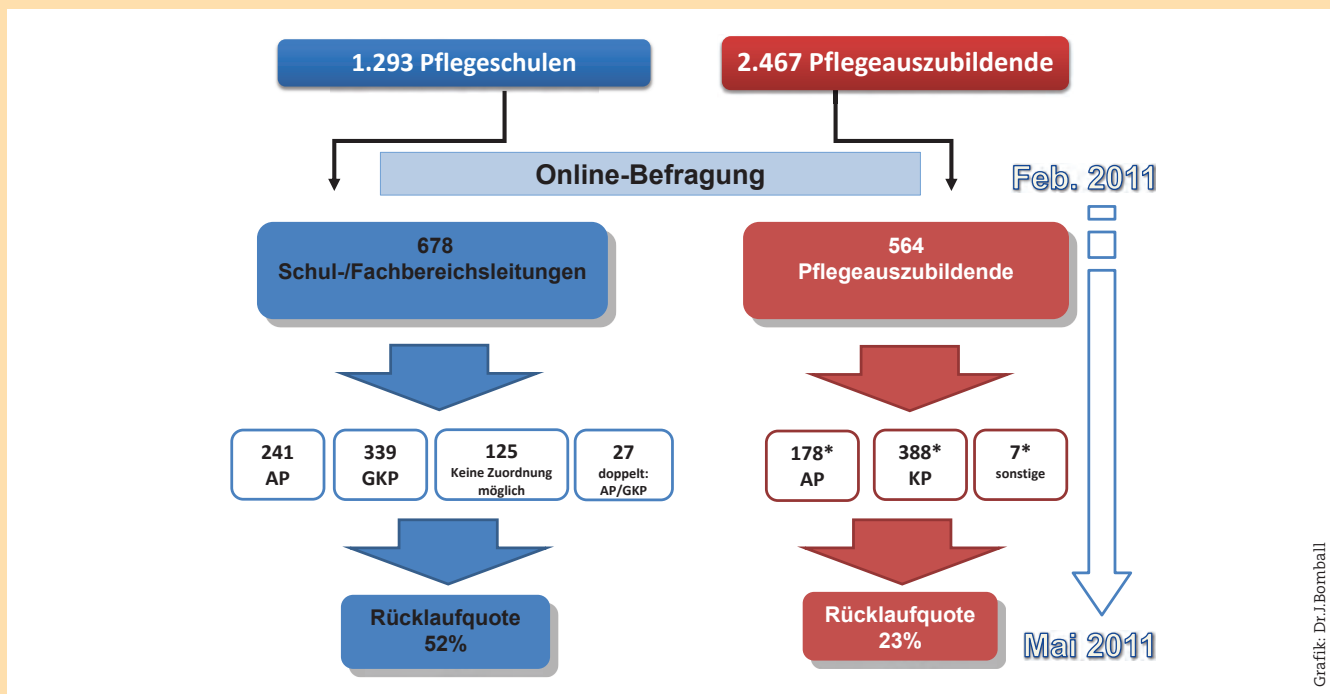 1.293 Pflegeschulen
2.467 Pflegeauszubildende
Online-Befragung
Feb. 2011
678
Schul-/Fachbereichsleitungen
564
Pflegeauszubildende
241
AP
339
GKP
125
Keine Zuordnung
möglich
27
doppelt:
AP/GKP
178*
AP
388*
KP
7*
sonstige
Rücklaufquote
52%
Rücklaufquote
23%
Mai 2011
Grafik: Dr.J.Bomball